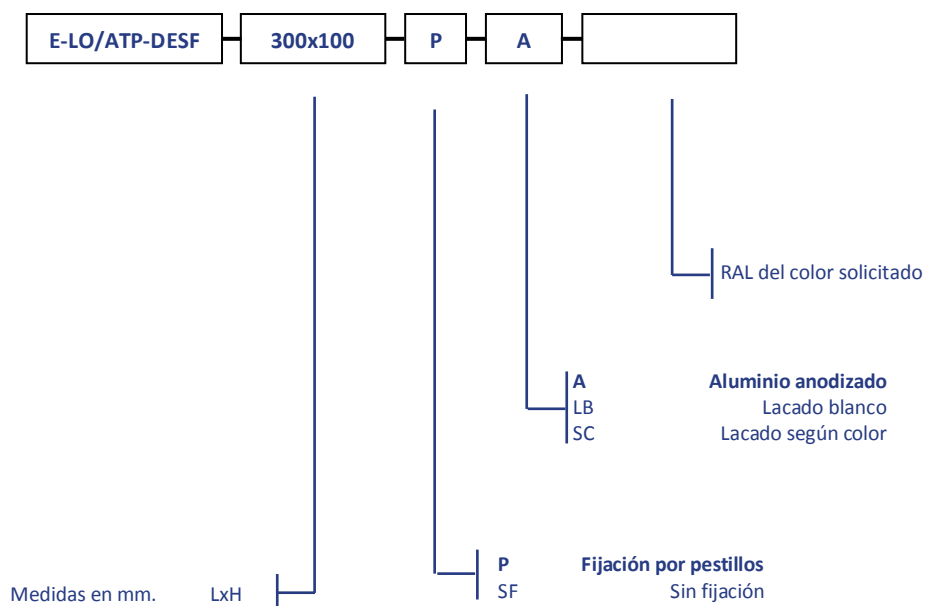 E-LO/ATP-DESF 300x100 P A
RAL del color solicitado
A Aluminio anodizado
LB Lacado blanco
SC Lacado según color
P Fijación por pestillos
SF Sin fijación
Medidas en mm. LxH